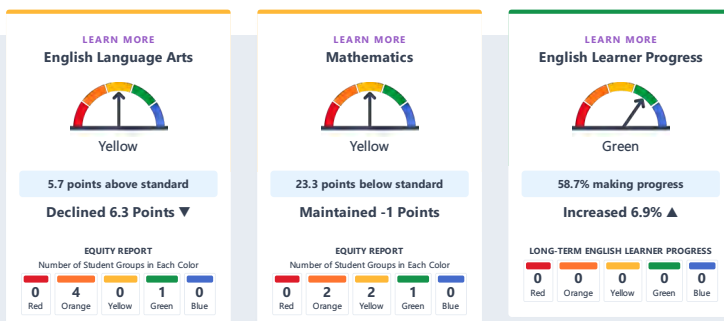 LEARN MORE
English Language Arts
Yellow
5.7 points above standard
Declined 6.3 Points ▼
EQUITY REPORT
Number of Student Groups in Each Color
0 4 0 1 0
Red Orange Yellow Green Blue
LEARN MORE
Mathematics
Yellow
23.3 points below standard
Maintained -1 Points
EQUITY REPORT
Number of Student Groups in Each Color
0 2 2 1 0
Red Orange Yellow Green Blue
LEARN MORE
English Learner Progress
Green
58.7% making progress
Increased 6.9% ▲
LONG-TERM ENGLISH LEARNER PROGRESS
0 0 0 0 0
Red Orange Yellow Green Blue